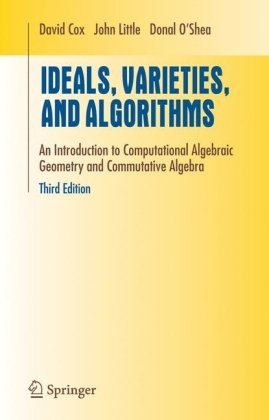 David Cox John Little Donal O'Shea
IDEALS, VARIETIES,
AND ALGORITHMS
An Introduction to Computational Algebraic
Geometry and Commutative Algebra
Third Edition
Springer